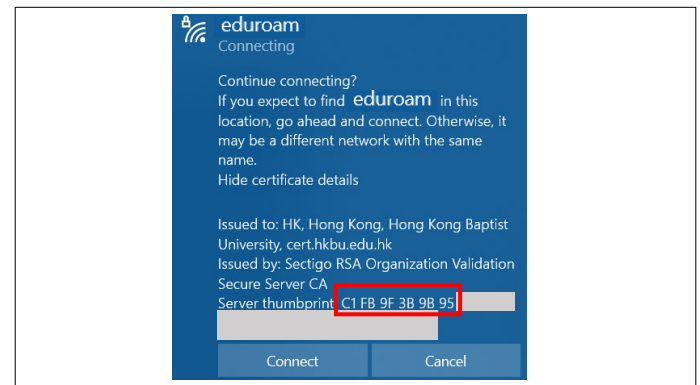 eduroam
Connecting
Continue connecting?
If you expect to find eduroam in this
location, go ahead and connect. Otherwise, it
may be a different network with the same
name.
Hide certificate details
Issued to: HK, Hong Kong, Hong Kong Baptist
University, cert.hkbu.edu.hk
Issued by: Sectigo RSA Organization Validation
Secure Server CA
Server thumbprint: C1 FB 9F 3B 9B 95
Connect Cancel